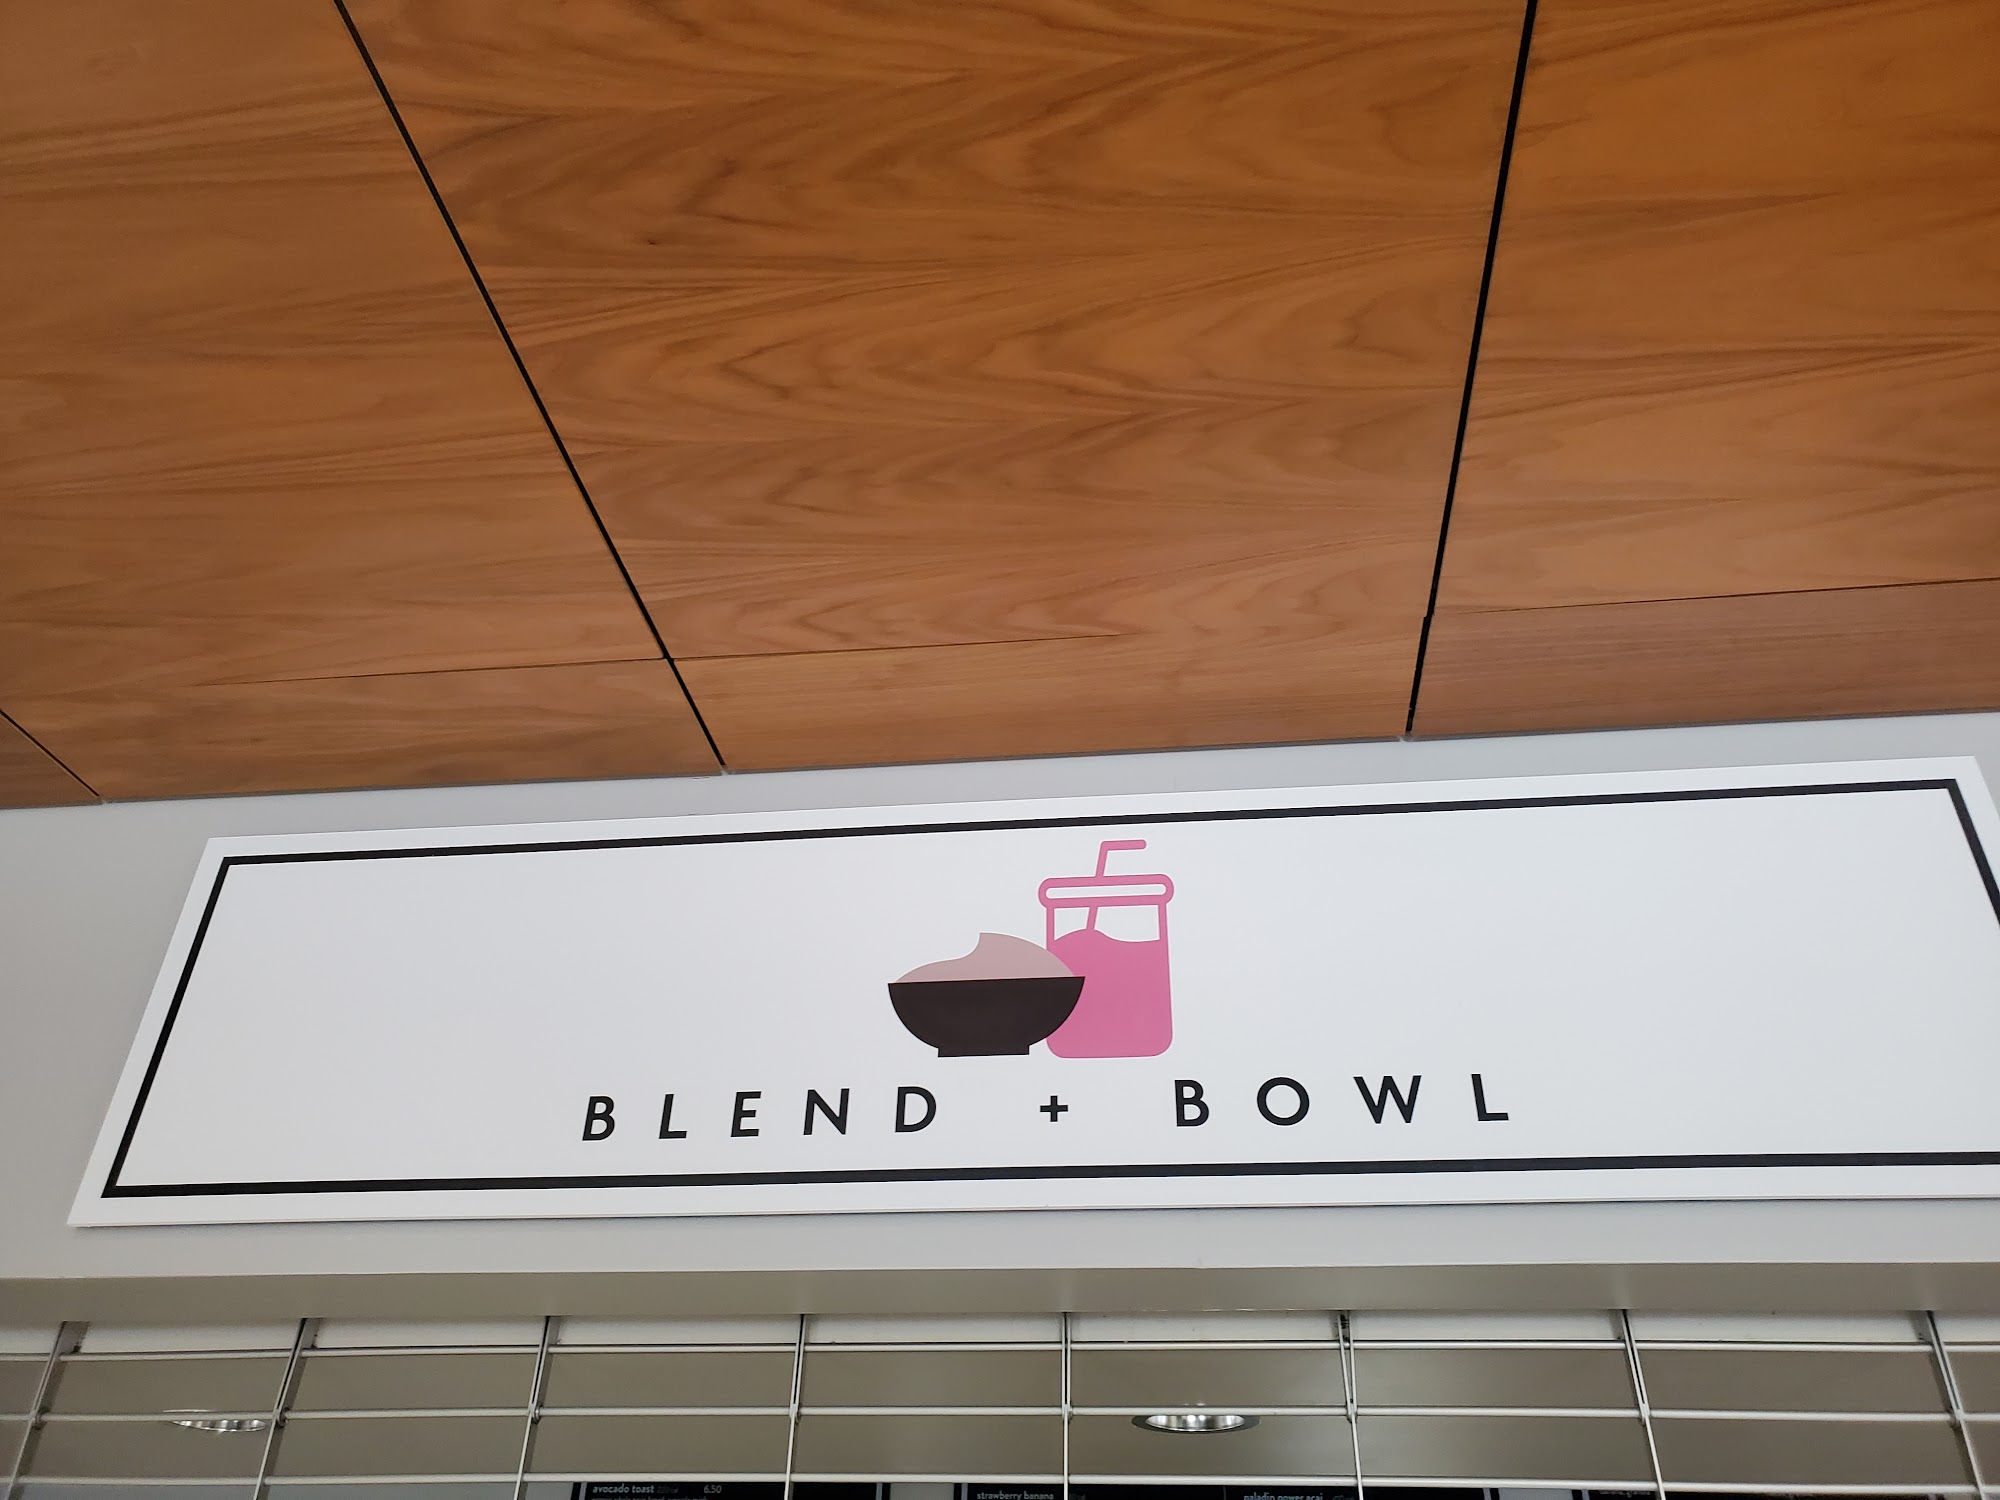 BLEND + BOWL
avocado toast 6.50
strawberry banana
paladin power acai